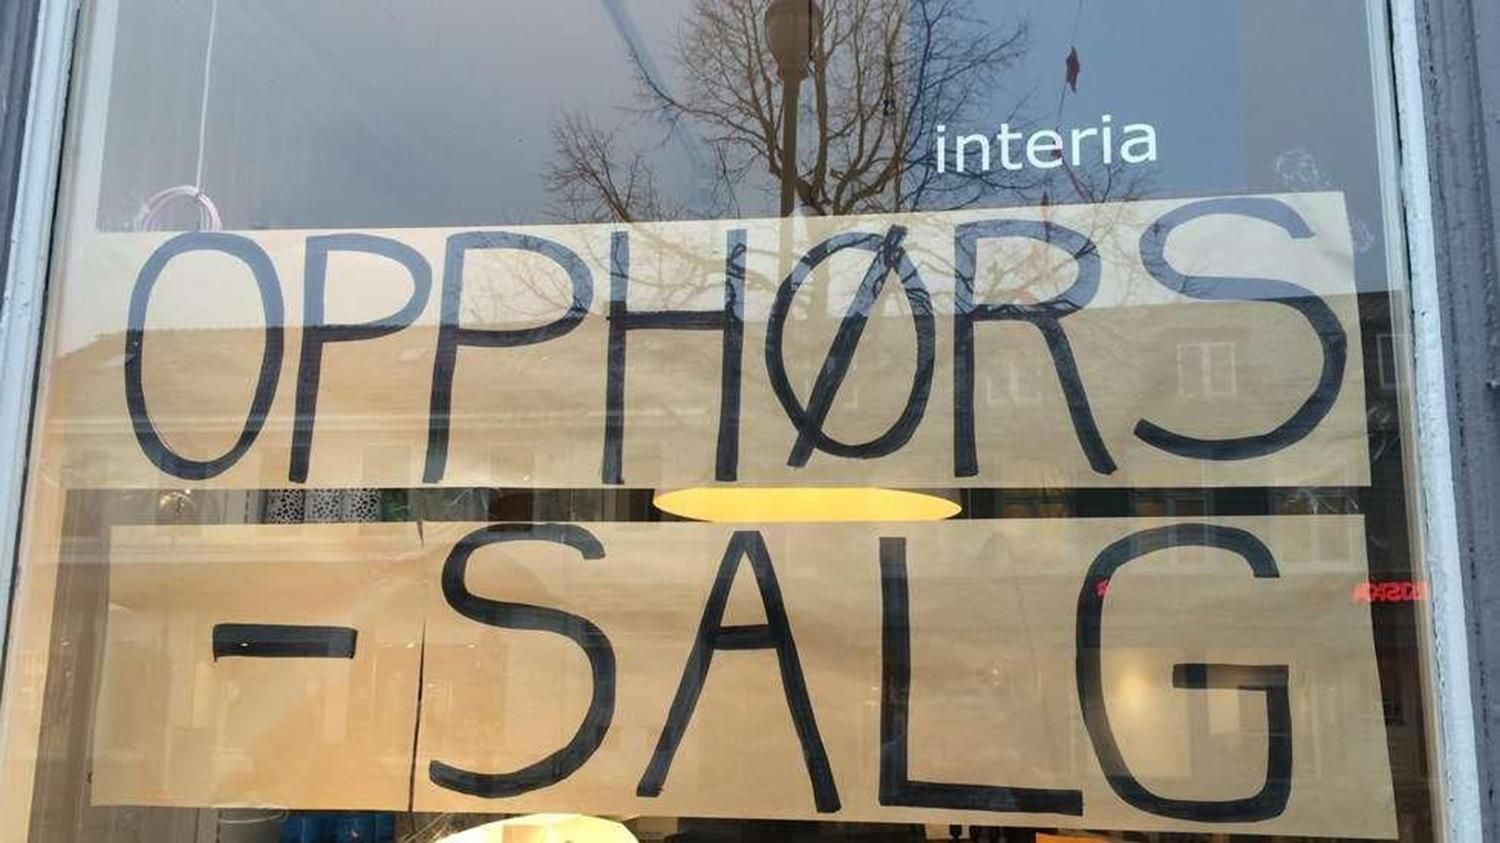 interia
OPPHØRS
-SALG